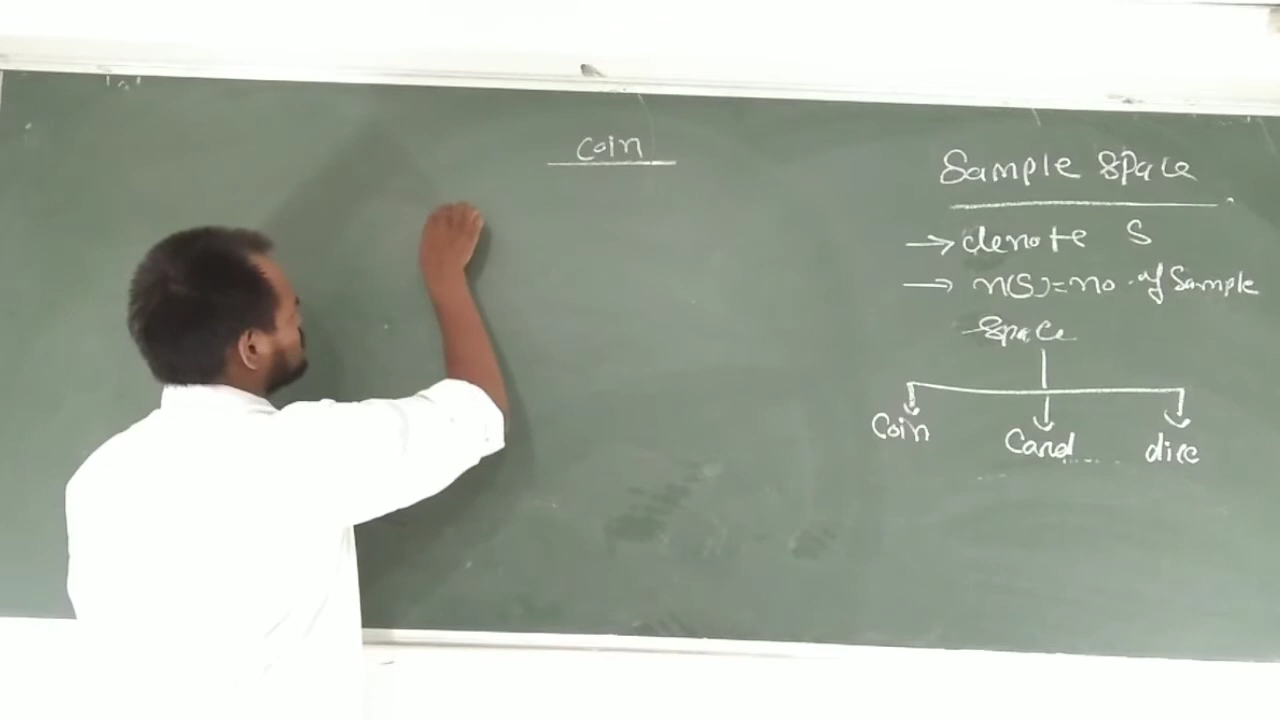 Coin
Sample Space
→ denote S
→ n(S)=no. of Sample
Space
Coin Card.... dice